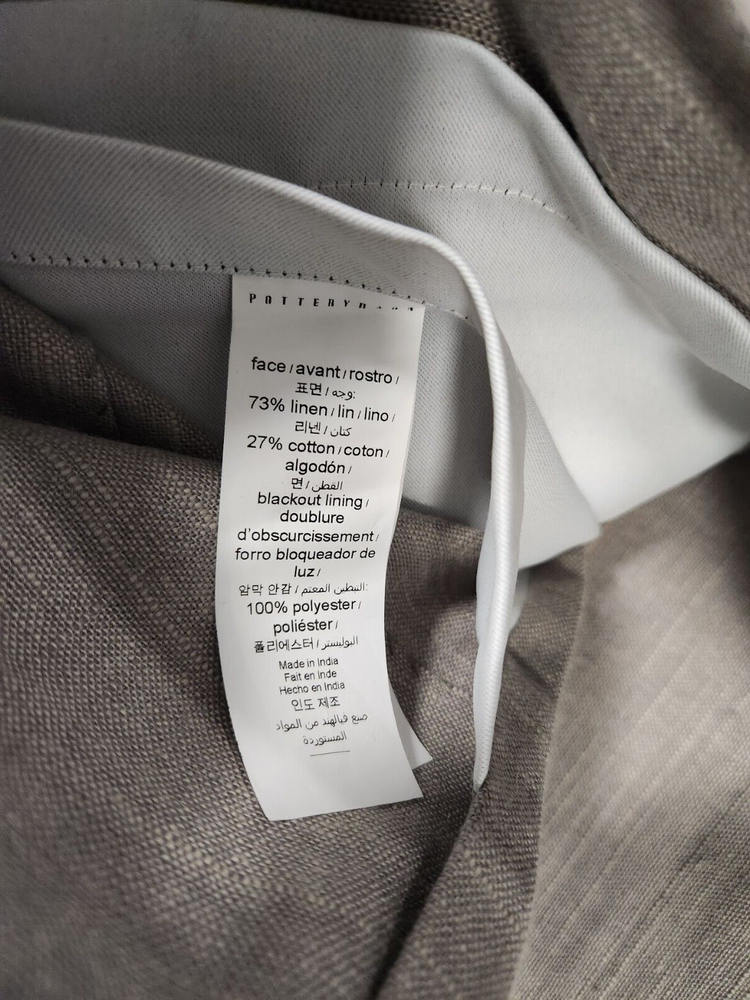 POTTERYBARN
face / avant / rostro /
표면 / وجه:
73% linen / lin / lino /
리넨 / كتان
27% cotton / coton /
algodón /
면 / القطن
blackout lining /
doublure
d'obscurcissement /
forro bloqueador de
luz /
암막 안감 / التبطين المعتم:
100% polyester /
poliéster /
폴리에스터 / البوليستر
Made in India
Fait en Inde
Hecho en India
인도 제조
صنع فيالهند من المواد
المستوردة